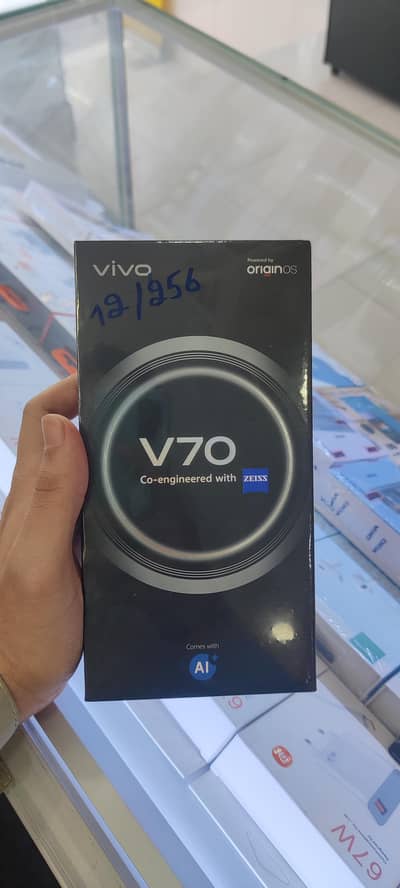 vivo
Powered by
OriginOS
12/256
V70
Co-engineered with ZEISS
Comes with
AI
67W